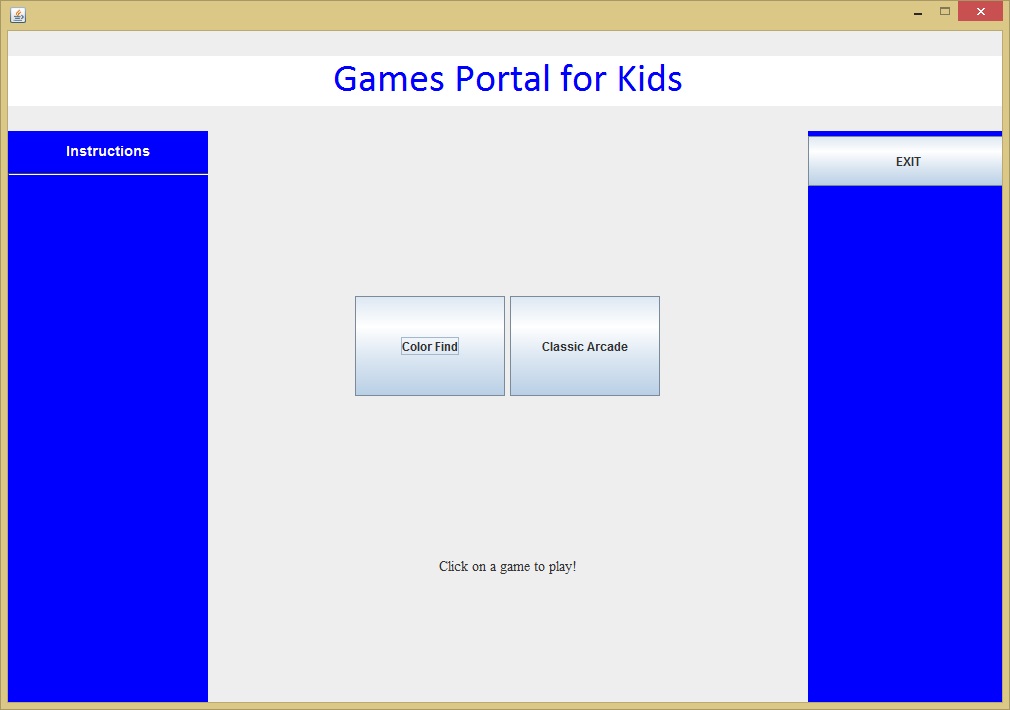 Games Portal for Kids
Instructions
EXIT
Color Find
Classic Arcade
Click on a game to play!